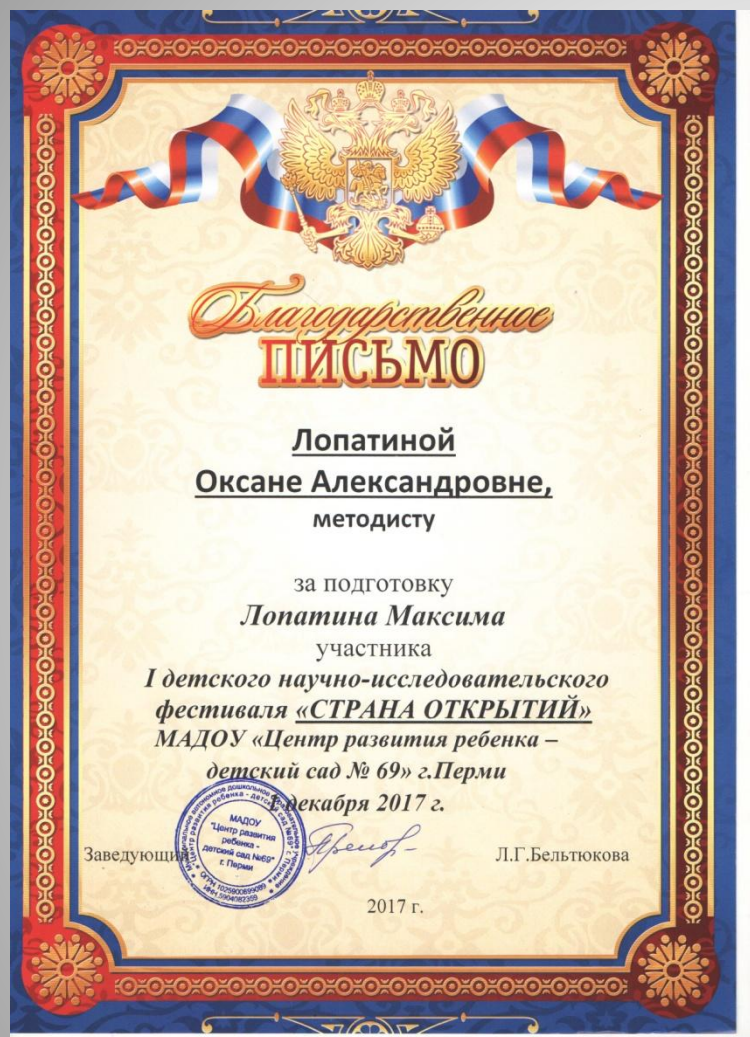 Благодарственное
ПИСЬМО
Лопатиной
Оксане Александровне,
методисту
за подготовку
Лопатина Максима
участника
I детского научно-исследовательского
фестиваля «СТРАНА ОТКРЫТИЙ»
МАДОУ «Центр развития ребенка –
детский сад № 69» г.Перми
1 декабря 2017 г.
МАДОУ
"Центр развития
ребенка -
детский сад №69"
г. Перми
Заведующий
Л.Г.Бельтюкова
2017 г.